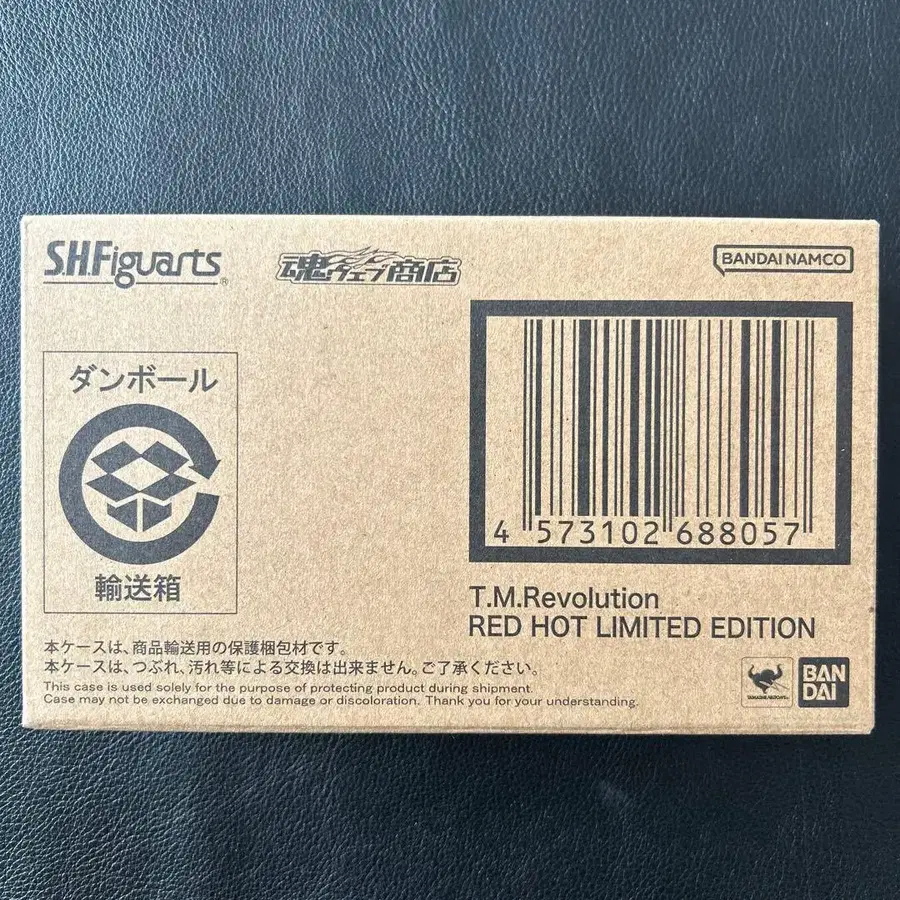 S.H.Figuarts®
魂ウェブ商店
BANDAI NAMCO
ダンボール
輸送箱
4 573102 688057
T.M.Revolution
RED HOT LIMITED EDITION
本ケースは、商品輸送用の保護梱包材です。
本ケースは、つぶれ、汚れ等による交換は出来ません。ご了承ください。
This case is used solely for the purpose of protecting product during shipment.
Case may not be exchanged due to damage or discoloration. Thank you for your understanding.
BAN
DAI